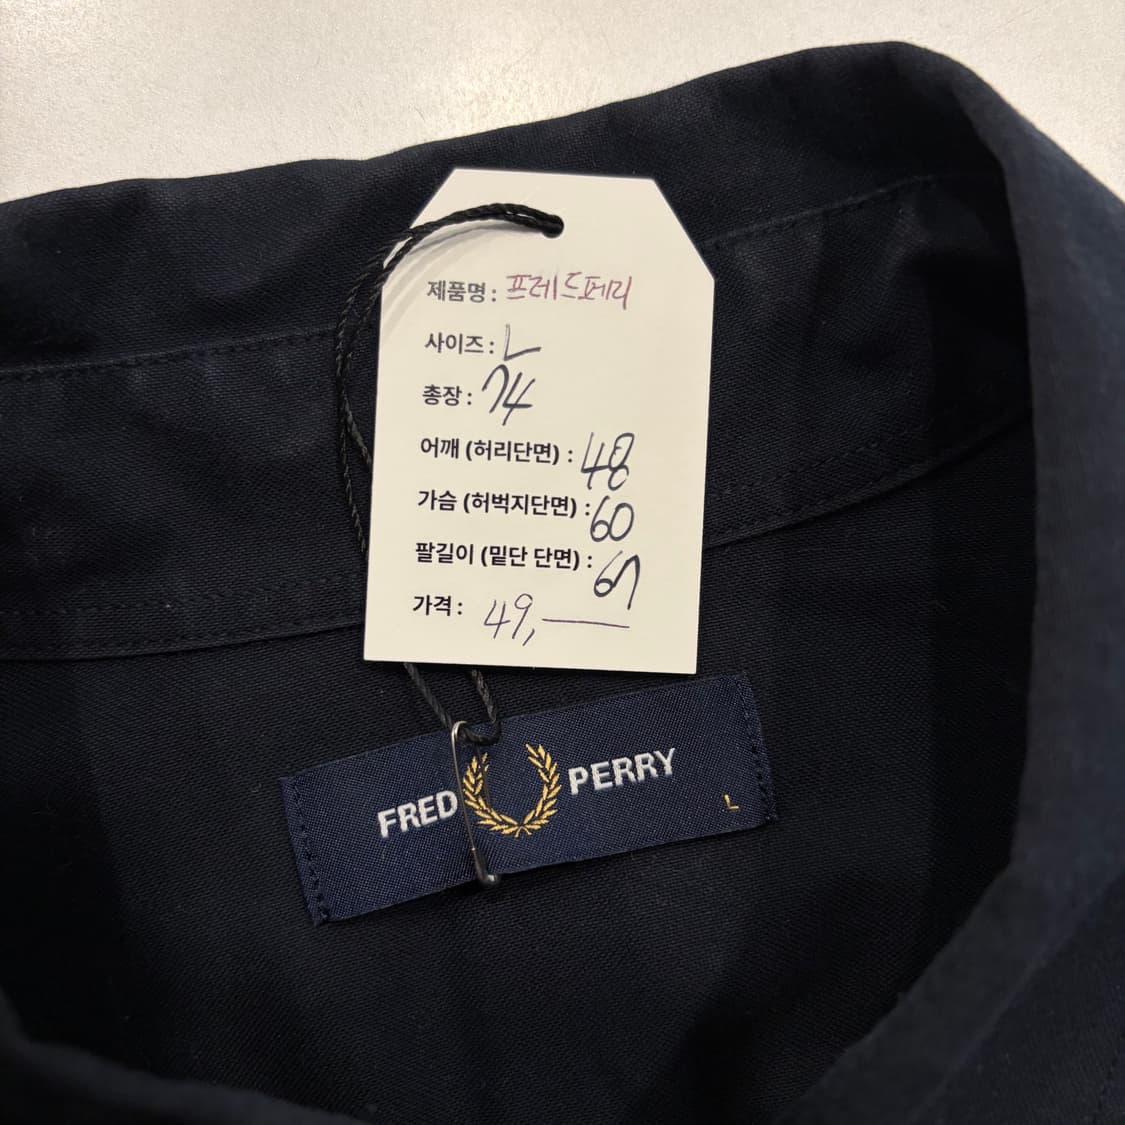 제품명 : 프레드페리
사이즈 : L
총장 : 74
어깨 (허리단면) : 48
가슴 (허벅지단면) : 60
팔길이 (밑단 단면) : 67
가격 : 49,—
FRED PERRY
L